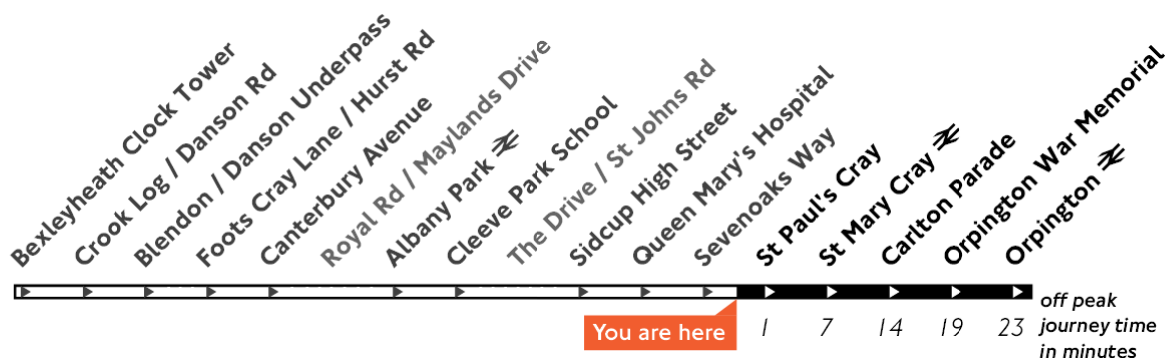 Bexleyheath Clock Tower
Crook Log / Danson Rd
Blendon / Danson Underpass
Foots Cray Lane / Hurst Rd
Canterbury Avenue
Royal Rd / Maylands Drive
Albany Park
Cleeve Park School
The Drive / St Johns Rd
Sidcup High Street
Queen Mary's Hospital
Sevenoaks Way
St Paul's Cray
St Mary Cray
Carlton Parade
Orpington War Memorial
Orpington
You are here
1 7 14 19 23
off peak
journey time
in minutes